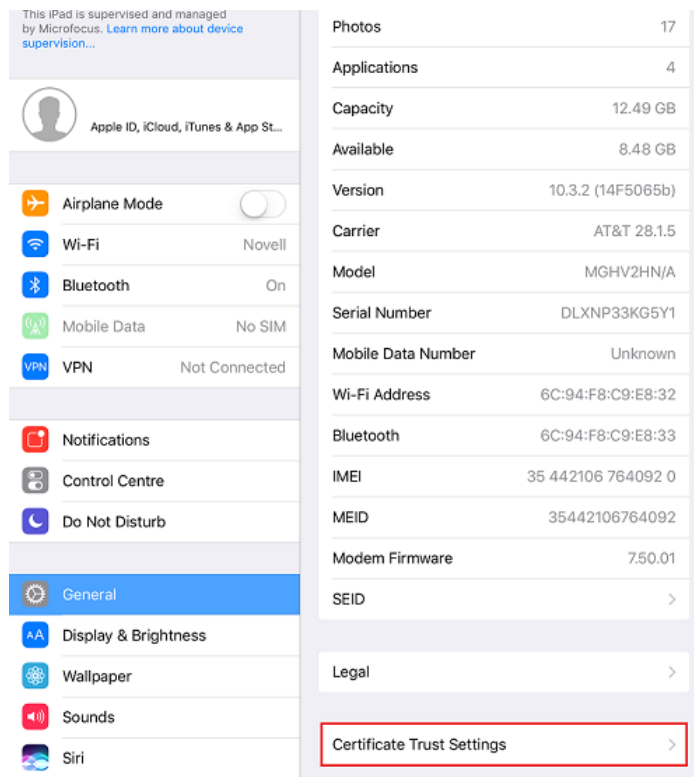 This iPad is supervised and managed
by Microfocus. Learn more about device
supervision...
Apple ID, iCloud, iTunes & App St...
Airplane Mode
Wi-Fi Novell
Bluetooth On
Mobile Data No SIM
VPN VPN Not Connected
Notifications
Control Centre
Do Not Disturb
General
AA Display & Brightness
Wallpaper
Sounds
Siri
Photos 17
Applications 4
Capacity 12.49 GB
Available 8.48 GB
Version 10.3.2 (14F5065b)
Carrier AT&T 28.1.5
Model MGHV2HN/A
Serial Number DLXNP33KG5Y1
Mobile Data Number Unknown
Wi-Fi Address 6C:94:F8:C9:E8:32
Bluetooth 6C:94:F8:C9:E8:33
IMEI 35 442106 764092 0
MEID 35442106764092
Modem Firmware 7.50.01
SEID
Legal
Certificate Trust Settings